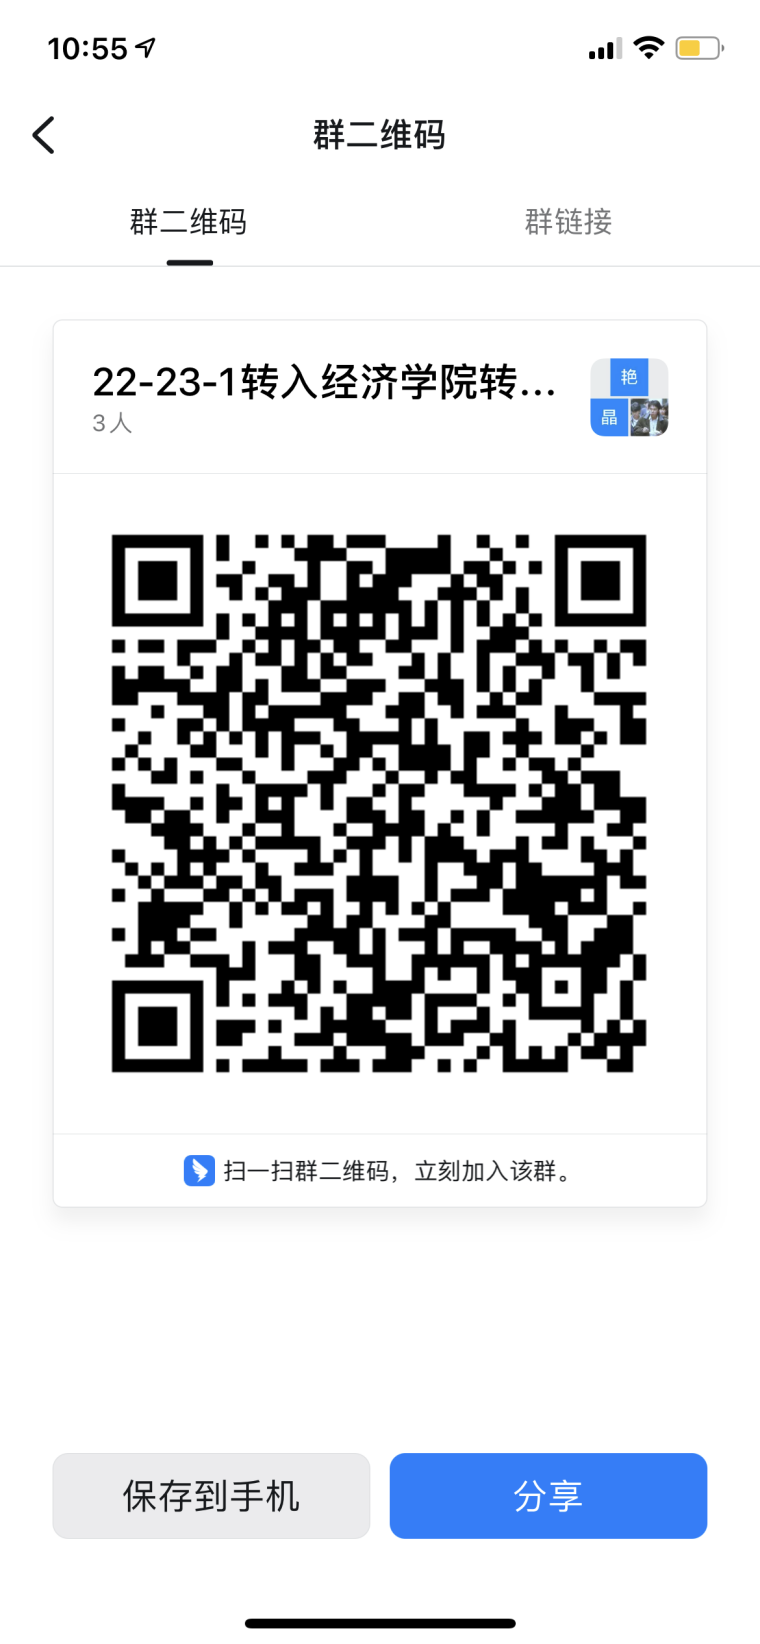 10:55
群二维码
群二维码
群链接
22-23-1转入经济学院转...
3人
艳
晶
扫一扫群二维码，立刻加入该群。
保存到手机
分享